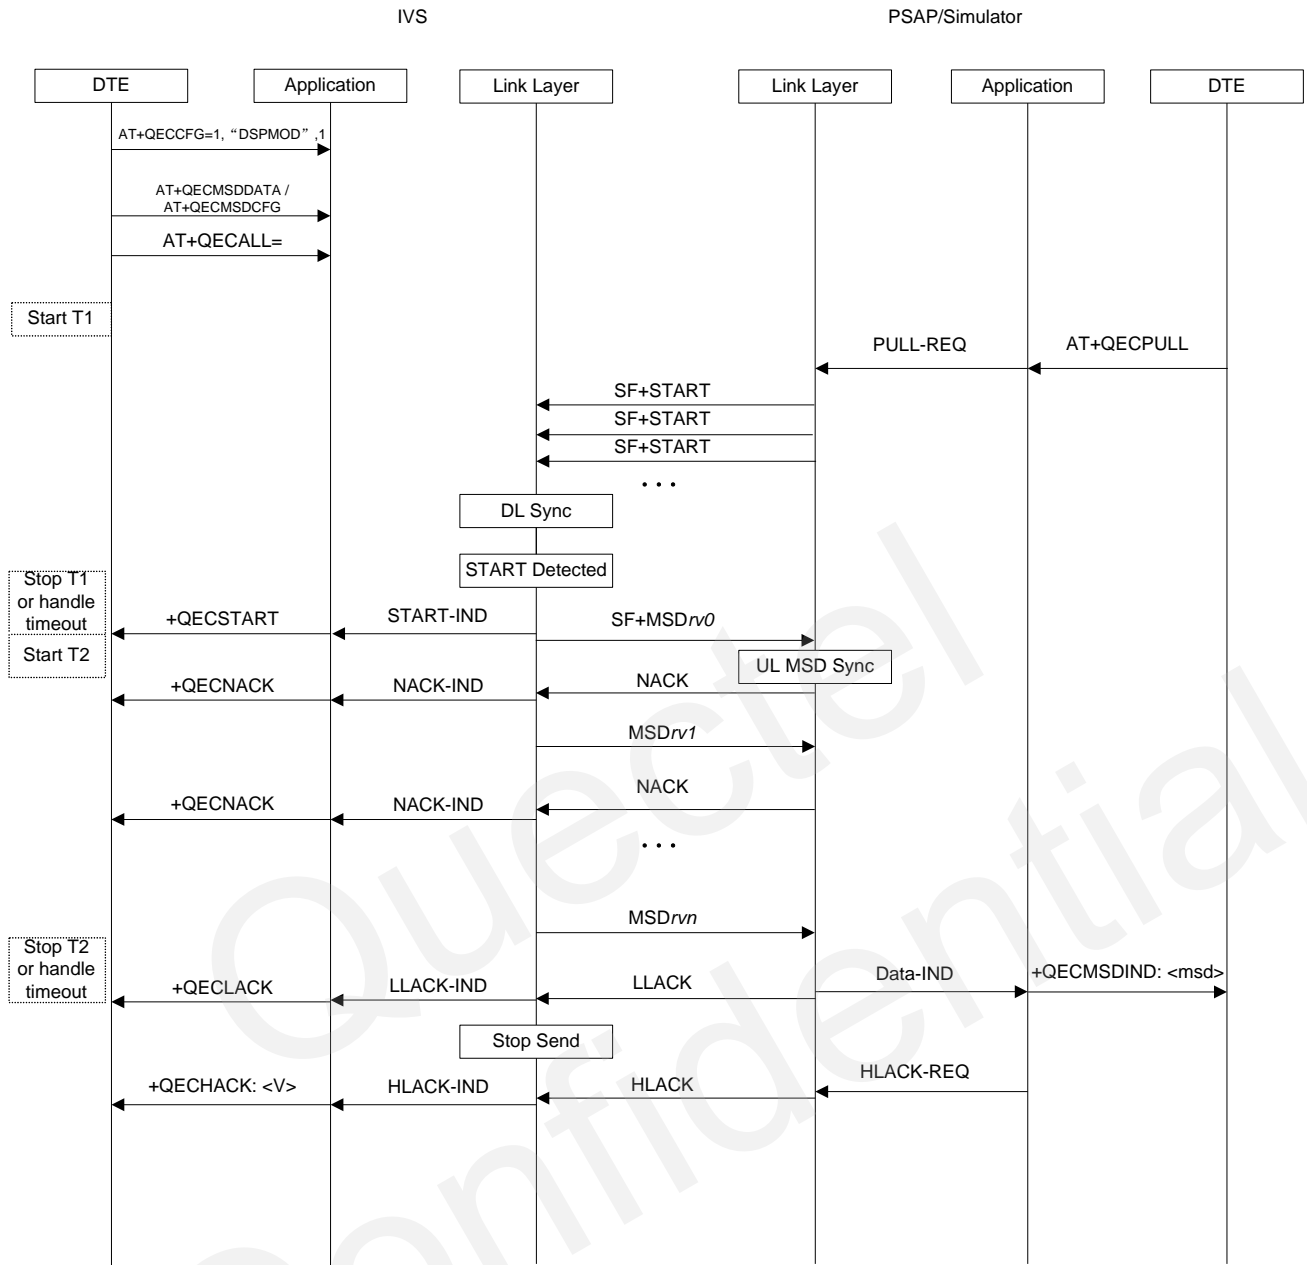 IVS
PSAP/Simulator
DTE
Application
Link Layer
Link Layer
Application
DTE
AT+QECCFG=1, “DSPMOD” ,1
AT+QECMSDDATA /
AT+QECMSDCFG
AT+QECALL=
Start T1
PULL-REQ
AT+QECPULL
SF+START
SF+START
SF+START
. . .
DL Sync
START Detected
Stop T1
or handle
timeout
+QECSTART
START-IND
SF+MSDrv0
Start T2
UL MSD Sync
+QECNACK
NACK-IND
NACK
MSDrv1
+QECNACK
NACK-IND
NACK
. . .
MSDrvn
Stop T2
or handle
timeout
+QECLACK
LLACK-IND
LLACK
Data-IND
+QECMSDIND: <msd>
Stop Send
+QECHACK: <V>
HLACK-IND
HLACK
HLACK-REQ
Quectel
Confidential